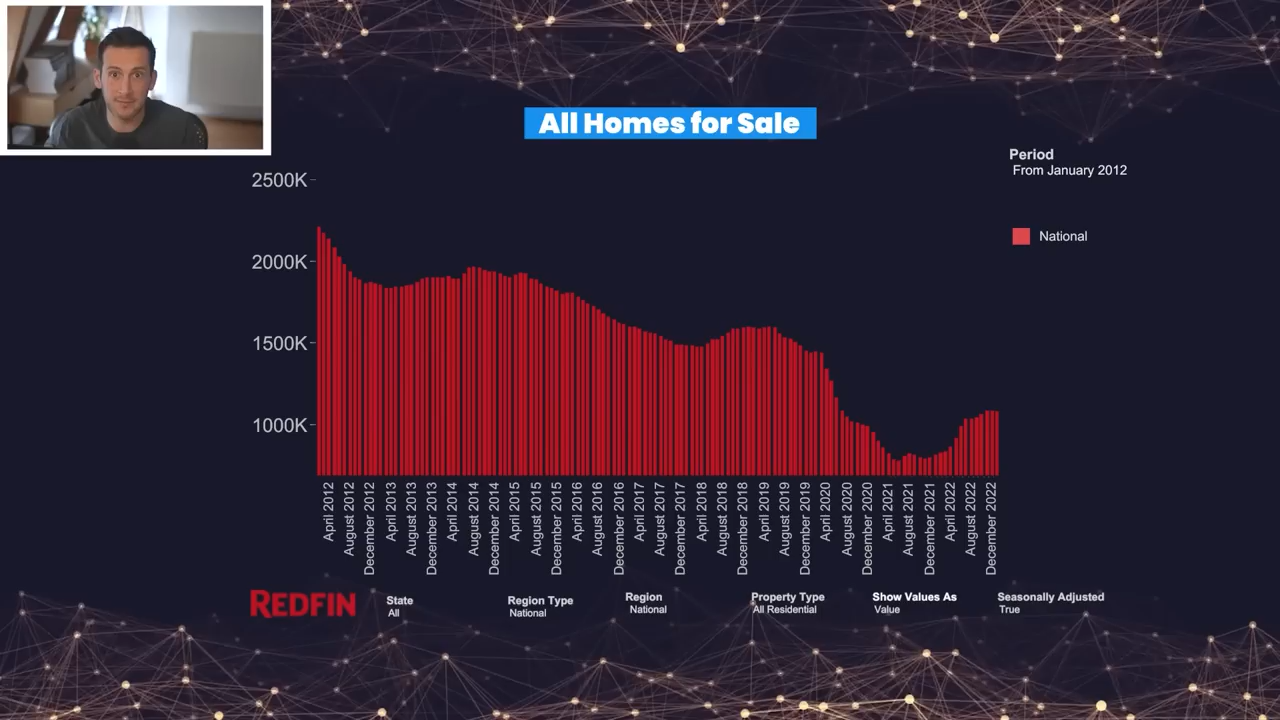 All Homes for Sale
Period
From January 2012
National
2500K
2000K
1500K
1000K
April 2012
August 2012
December 2012
April 2013
August 2013
December 2013
April 2014
August 2014
December 2014
April 2015
August 2015
December 2015
April 2016
August 2016
December 2016
April 2017
August 2017
December 2017
April 2018
August 2018
December 2018
April 2019
August 2019
December 2019
April 2020
August 2020
December 2020
April 2021
August 2021
December 2021
April 2022
August 2022
December 2022
REDFIN
State
All
Region Type
National
Region
National
Property Type
All Residential
Show Values As
Value
Seasonally Adjusted
True